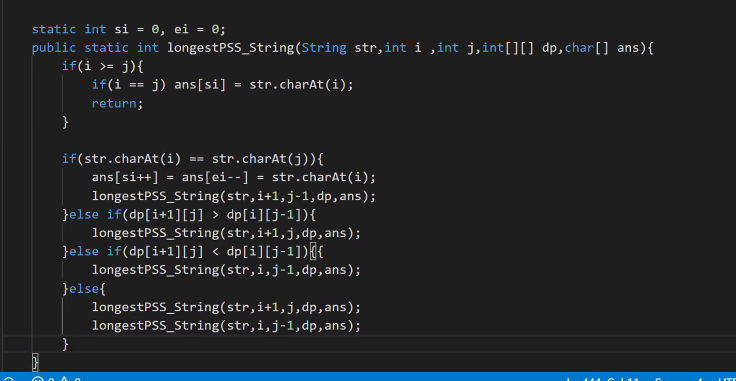 static int si = 0, ei = 0;
public static int longestPSS_String(String str,int i ,int j,int[][] dp,char[] ans){
    if(i >= j){
        if(i == j) ans[si] = str.charAt(i);
        return;
    }

    if(str.charAt(i) == str.charAt(j)){
        ans[si++] = ans[ei--] = str.charAt(i);
        longestPSS_String(str,i+1,j-1,dp,ans);
    }else if(dp[i+1][j] > dp[i][j-1]){
        longestPSS_String(str,i+1,j,dp,ans);
    }else if(dp[i+1][j] < dp[i][j-1]){{
        longestPSS_String(str,i,j-1,dp,ans);
    }else{
        longestPSS_String(str,i+1,j,dp,ans);
        longestPSS_String(str,i,j-1,dp,ans);
    }
}